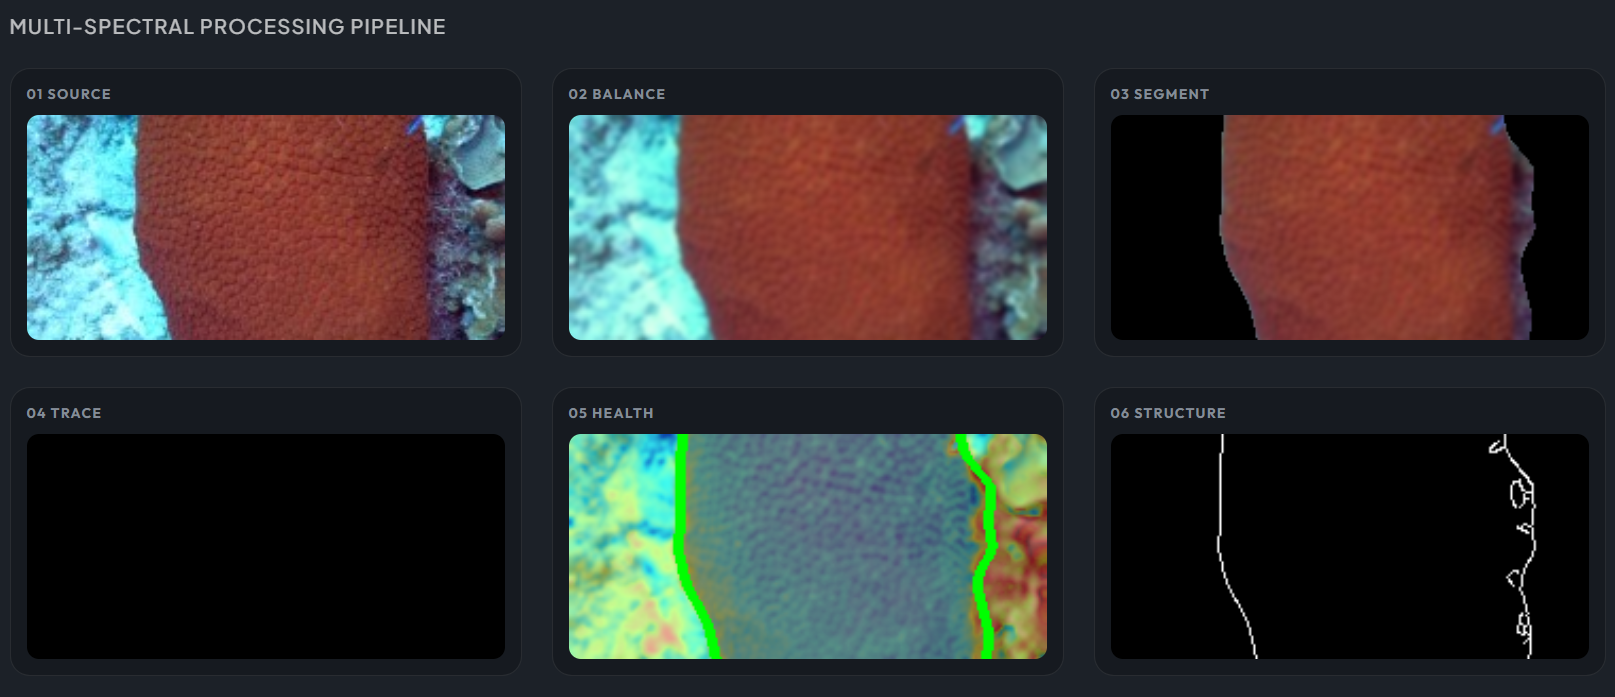 MULTI-SPECTRAL PROCESSING PIPELINE
01 SOURCE
02 BALANCE
03 SEGMENT
04 TRACE
05 HEALTH
06 STRUCTURE